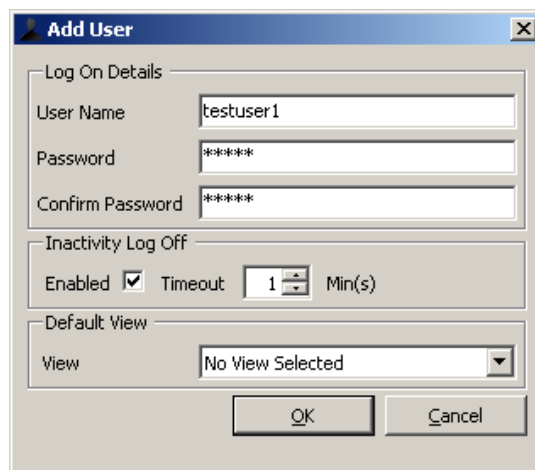 Add User
Log On Details
User Name testuser1
Password *****
Confirm Password *****
Inactivity Log Off
Enabled Timeout 1 Min(s)
Default View
View No View Selected
OK Cancel